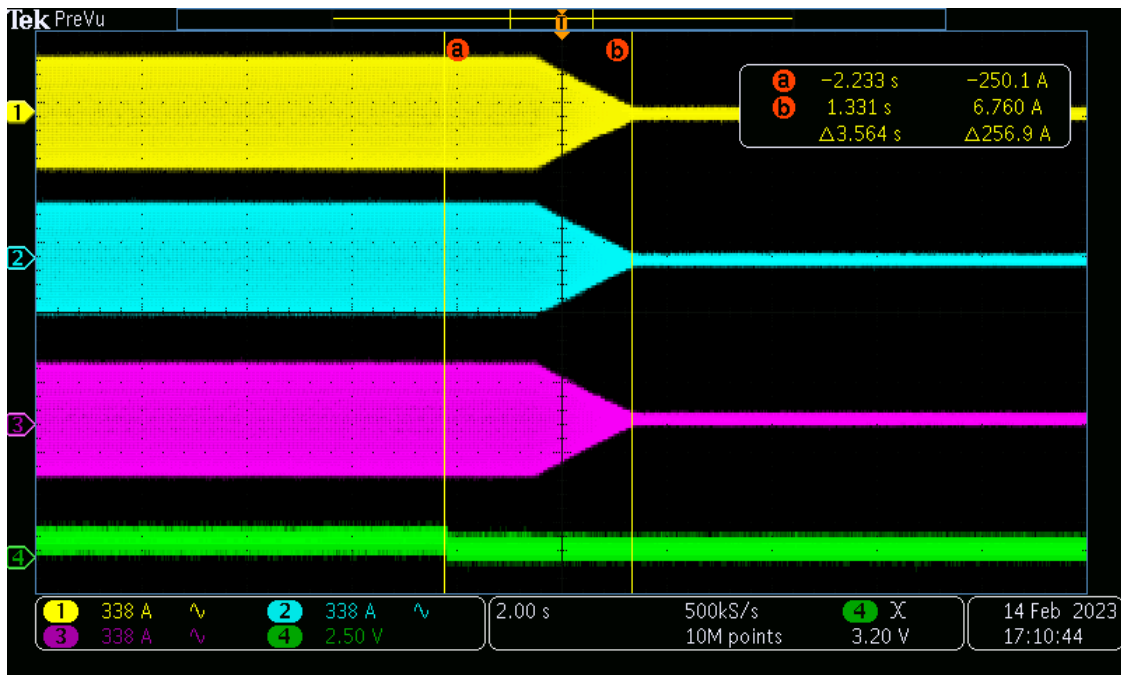 Tek PreVu
T
a b
a -2.233 s -250.1 A
b 1.331 s 6.760 A
△3.564 s △256.9 A
1
2
3
4
1 338 A 2 338 A 2.00 s 500kS/s 4 14 Feb 2023
3 338 A 4 2.50 V 10M points 3.20 V 17:10:44